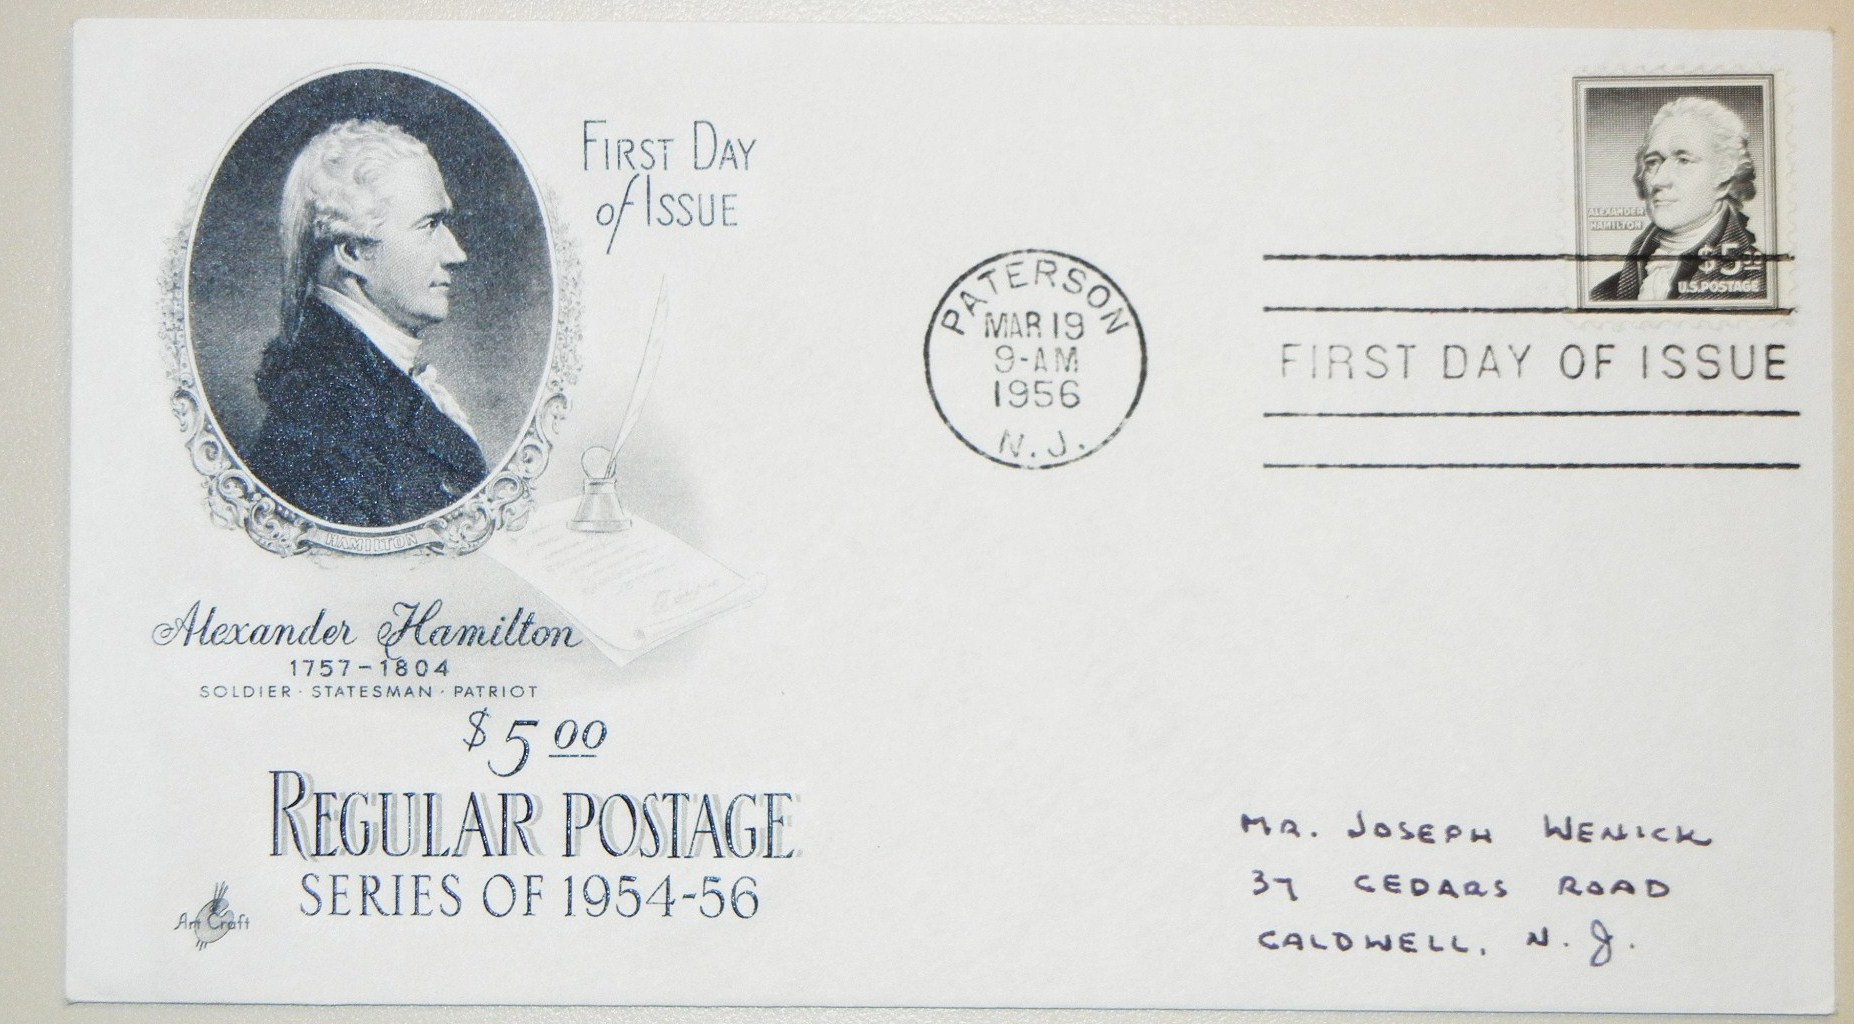 FIRST DAY
of ISSUE
HAMILTON
Alexander Hamilton
1757-1804
SOLDIER · STATESMAN · PATRIOT
$5.00
REGULAR POSTAGE
SERIES OF 1954-56
Art Craft
PATERSON
MAR 19
9-AM
1956
N.J.
ALEXANDER
HAMILTON
$5.00
U.S.POSTAGE
FIRST DAY OF ISSUE
MR. JOSEPH WENICK
37 CEDARS ROAD
CALDWELL, N.J.